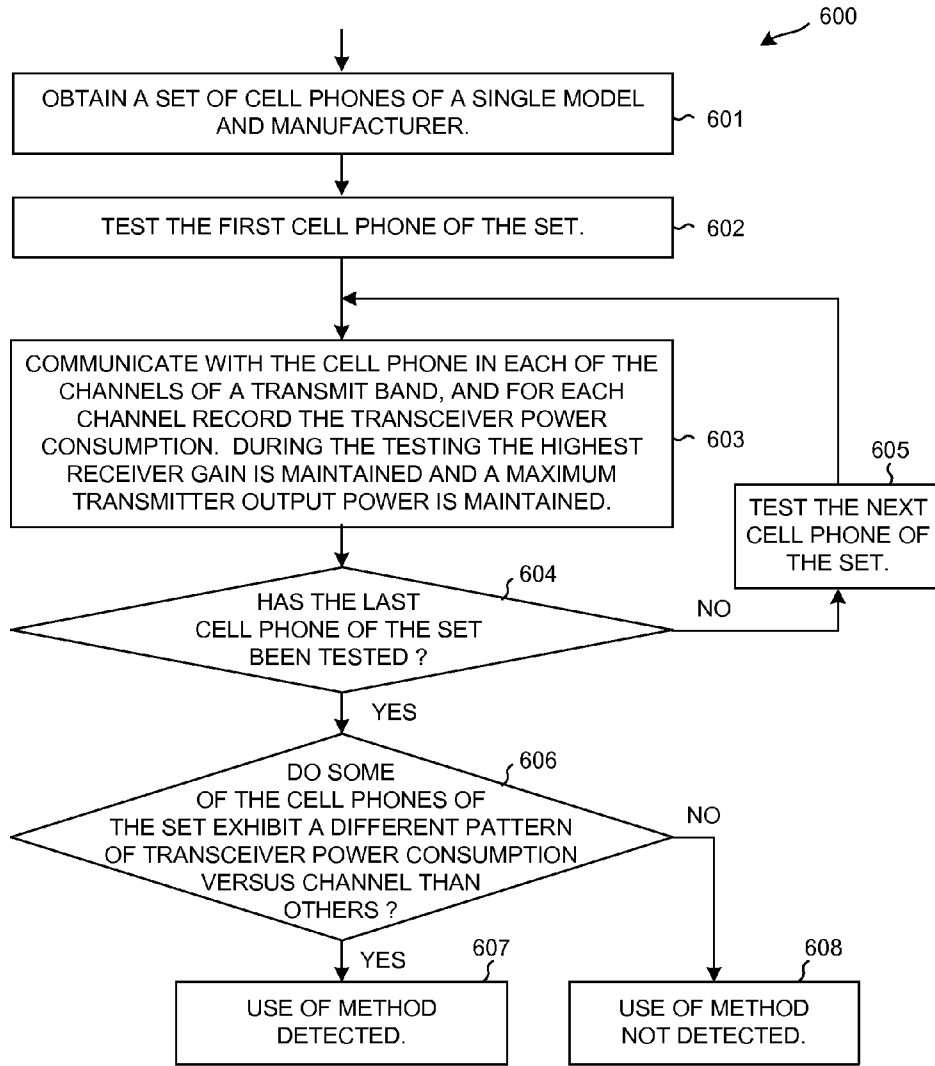 600
OBTAIN A SET OF CELL PHONES OF A SINGLE MODEL
AND MANUFACTURER.
601
TEST THE FIRST CELL PHONE OF THE SET.
602
COMMUNICATE WITH THE CELL PHONE IN EACH OF THE
CHANNELS OF A TRANSMIT BAND, AND FOR EACH
CHANNEL RECORD THE TRANSCEIVER POWER
CONSUMPTION. DURING THE TESTING THE HIGHEST
RECEIVER GAIN IS MAINTAINED AND A MAXIMUM
TRANSMITTER OUTPUT POWER IS MAINTAINED.
603
605
TEST THE NEXT
CELL PHONE OF
THE SET.
604
HAS THE LAST
CELL PHONE OF THE SET
BEEN TESTED ?
NO
YES
606
DO SOME
OF THE CELL PHONES OF
THE SET EXHIBIT A DIFFERENT PATTERN
OF TRANSCEIVER POWER CONSUMPTION
VERSUS CHANNEL THAN
OTHERS ?
NO
YES
607
USE OF METHOD
DETECTED.
608
USE OF METHOD
NOT DETECTED.